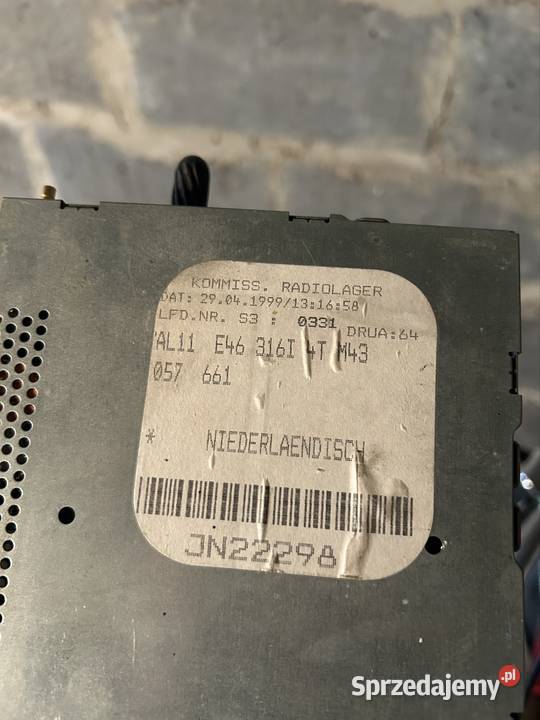 KOMMISS. RADIOLAGER
DAT: 29.04.1999/13:16:58
LFD.NR. S3 : 0331 DRUA:64
AL11 E46 316I 4T M43
057 661
* NIEDERLAENDISCH
JN22298
Sprzedajemy.pl